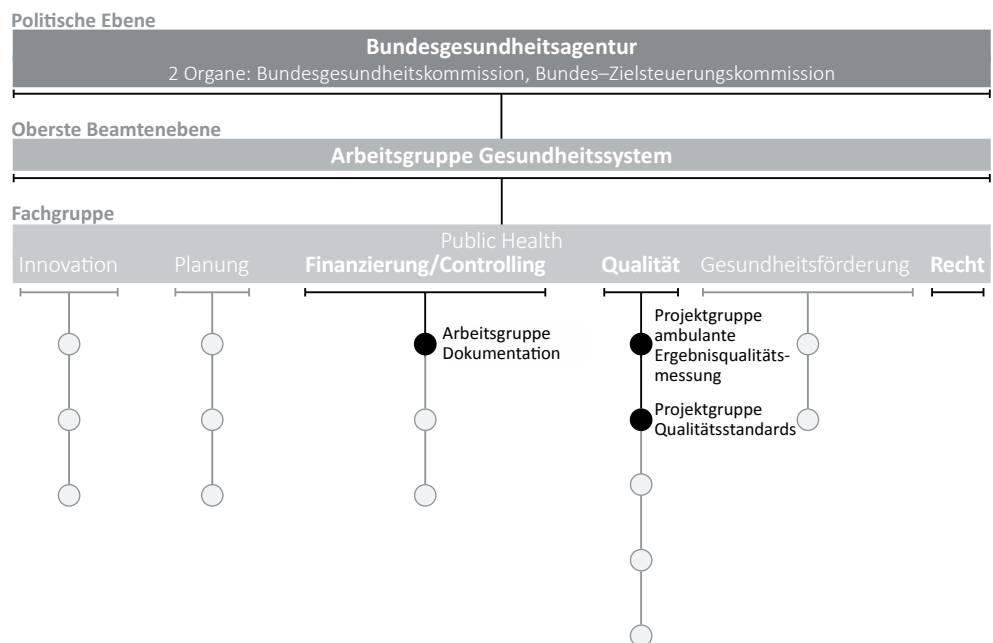 Politische Ebene
Bundesgesundheitsagentur
2 Organe: Bundesgesundheitskommission, Bundes–Zielsteuerungskommission
Oberste Beamtenebene
Arbeitsgruppe Gesundheitssystem
Fachgruppe
Public Health
Innovation
Planung
Finanzierung/Controlling
Qualität
Gesundheitsförderung
Recht
Arbeitsgruppe
Dokumentation
Projektgruppe
ambulante
Ergebnisqualitäts-
messung
Projektgruppe
Qualitätsstandards